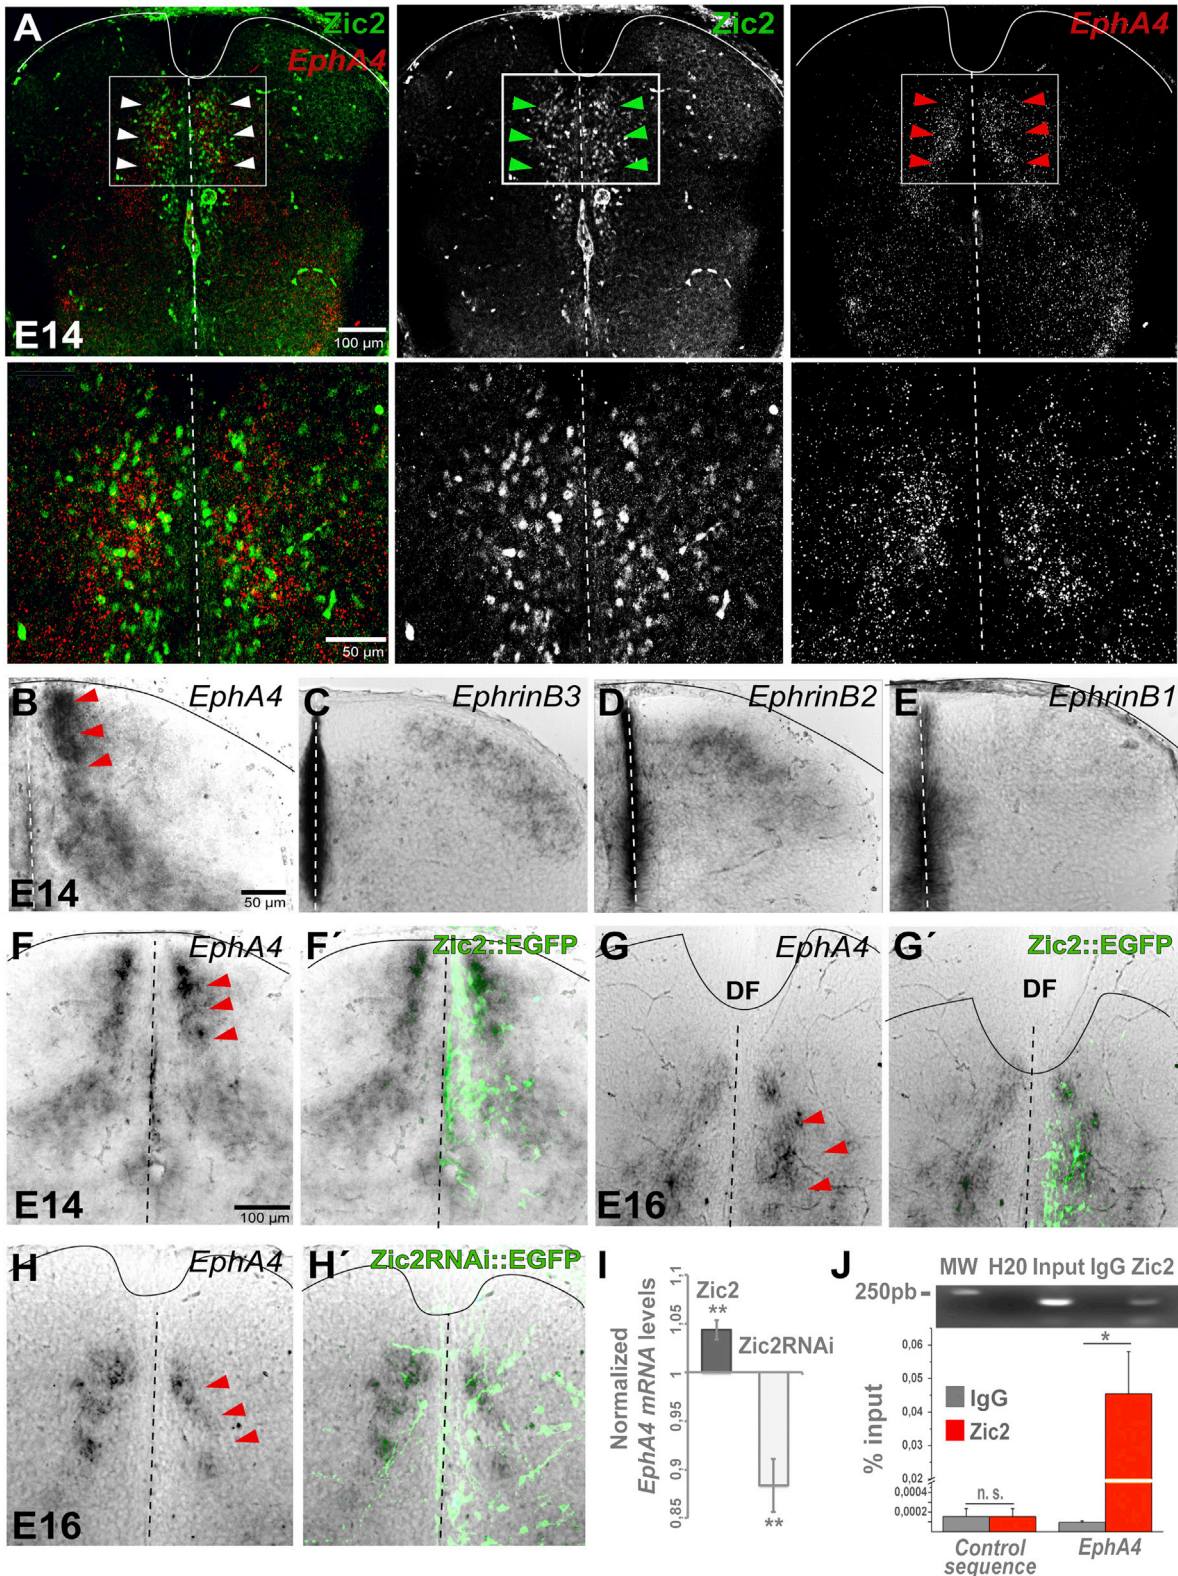 A Zic2
EphA4
E14
100 µm
Zic2
EphA4
50 µm
B EphA4
E14
50 µm
C EphrinB3
D EphrinB2
E EphrinB1
F EphA4
E14
100 µm
F´ Zic2::EGFP
G EphA4
DF
E16
G´ Zic2::EGFP
DF
H EphA4
E16
H´ Zic2RNAi::EGFP
I
Normalized
EphA4 mRNA levels
1,1
1,05
1
0,95
0,9
0,85
Zic2
**
Zic2RNAi
**
J
MW H20 Input IgG Zic2
250pb
% input
0,06
0,05
0,04
0,03
0,02
0,0004
0,0002
IgG
Zic2
*
n. s.
Control
sequence
EphA4